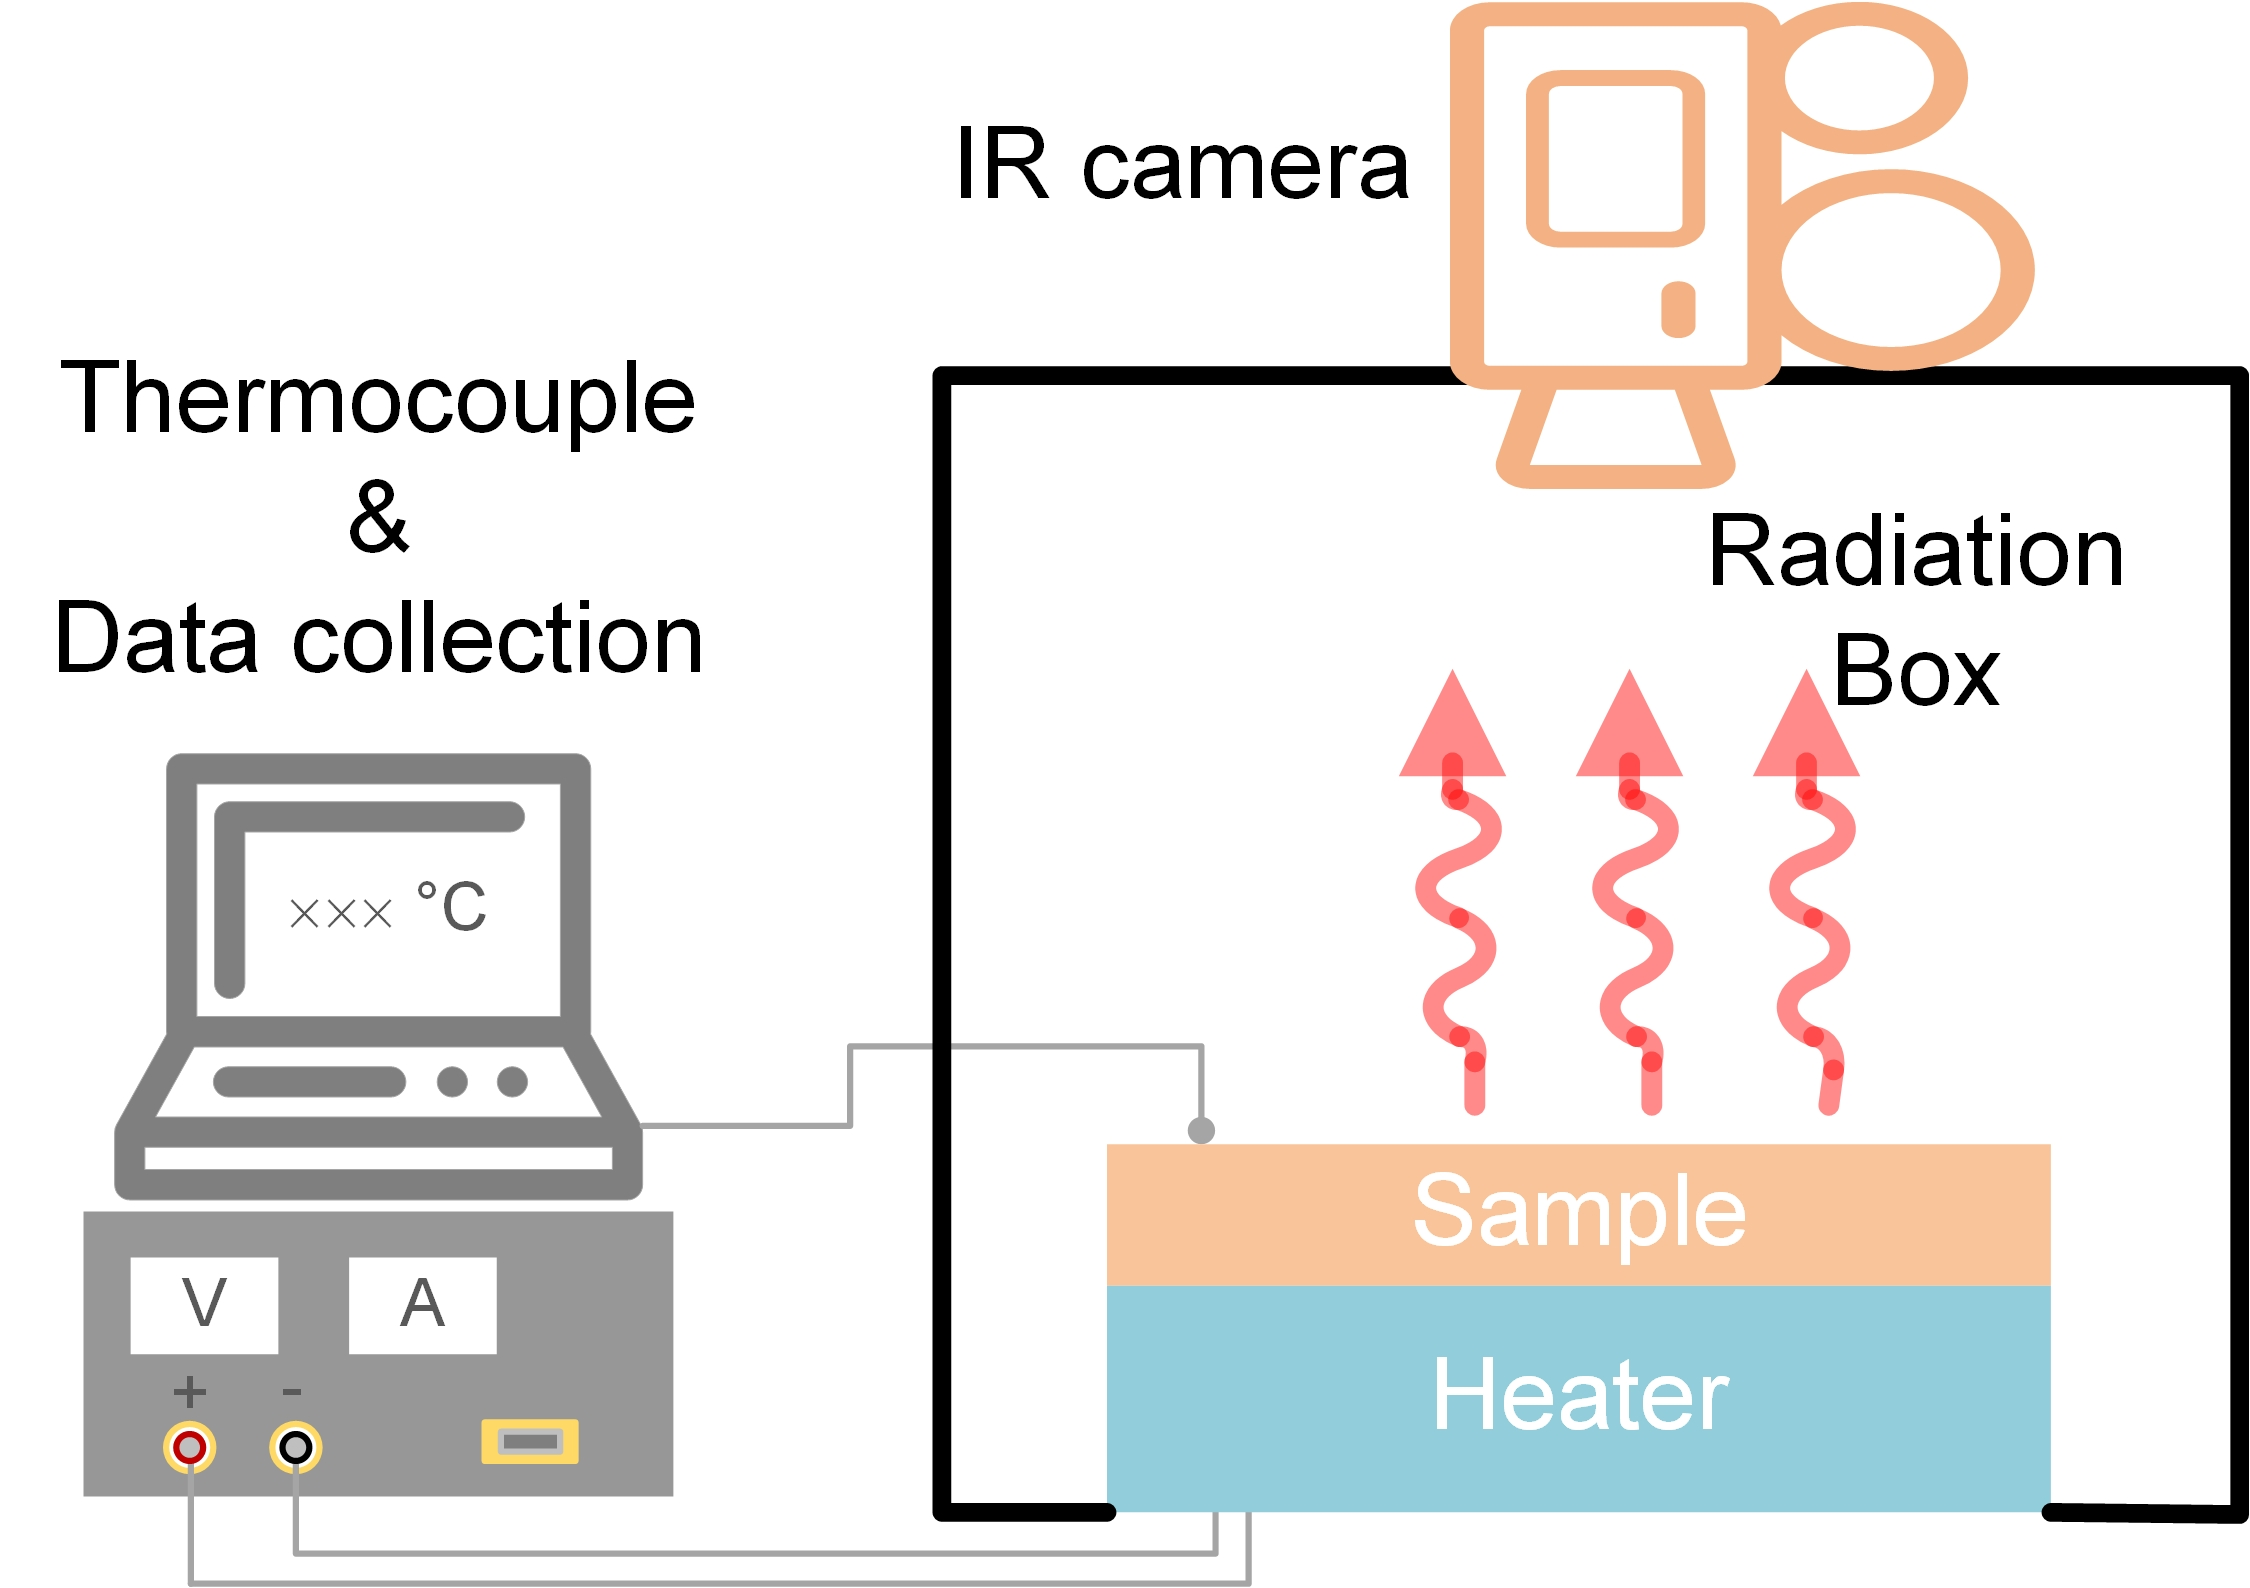 IR camera
Thermocouple
&
Data collection
Radiation
Box
××× °C
Sample
Heater
V
A
+
-